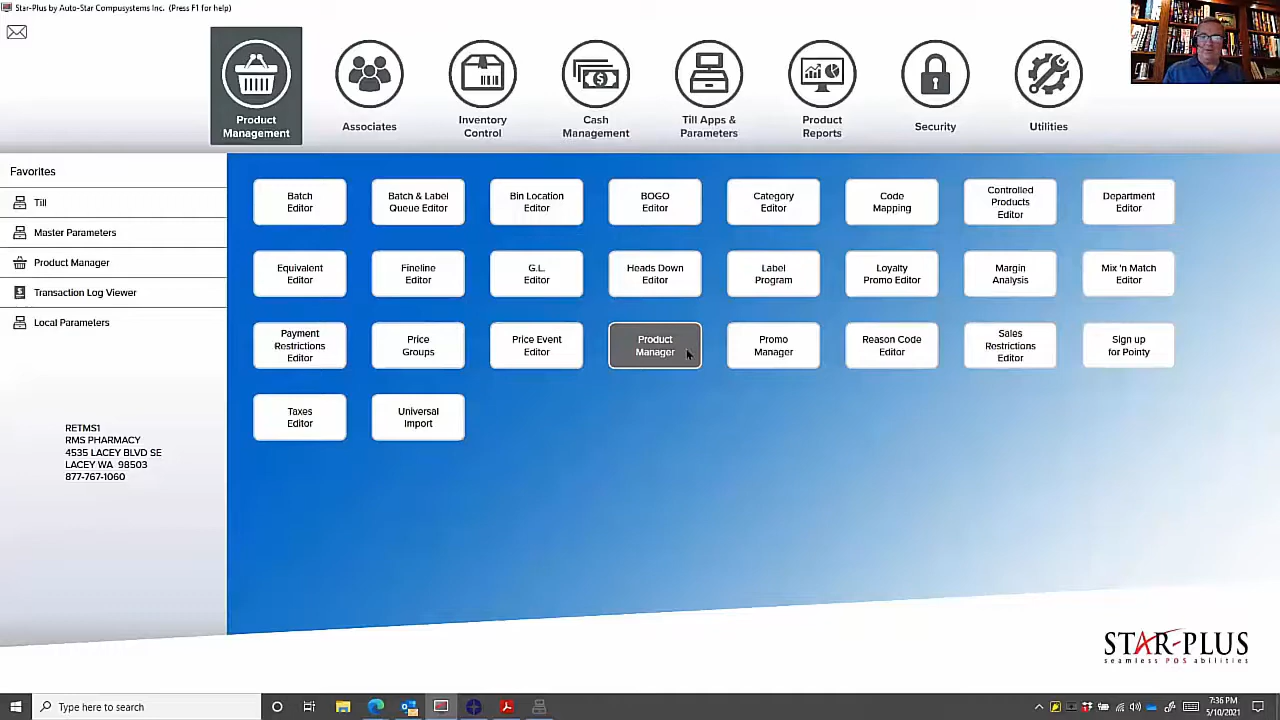 Star-Plus by Auto-Star Compusystems Inc. (Press F1 for help)
Product
Management
Associates
Inventory
Control
Cash
Management
Till Apps &
Parameters
Product
Reports
Security
Utilities
Favorites
Till
Master Parameters
Product Manager
Transaction Log Viewer
Local Parameters
RETMS1
RMS PHARMACY
4535 LACEY BLVD SE
LACEY WA 98503
877-767-1060
Batch
Editor
Batch & Label
Queue Editor
Bin Location
Editor
BOGO
Editor
Category
Editor
Code
Mapping
Controlled
Products
Editor
Department
Editor
Equivalent
Editor
Fineline
Editor
G.L.
Editor
Heads Down
Editor
Label
Program
Loyalty
Promo Editor
Margin
Analysis
Mix 'n Match
Editor
Payment
Restrictions
Editor
Price
Groups
Price Event
Editor
Product
Manager
Promo
Manager
Reason Code
Editor
Sales
Restrictions
Editor
Sign up
for Pointy
Taxes
Editor
Universal
Import
STAR-PLUS
seamless POS abilities
Type here to search
7:36 PM
5/10/2021